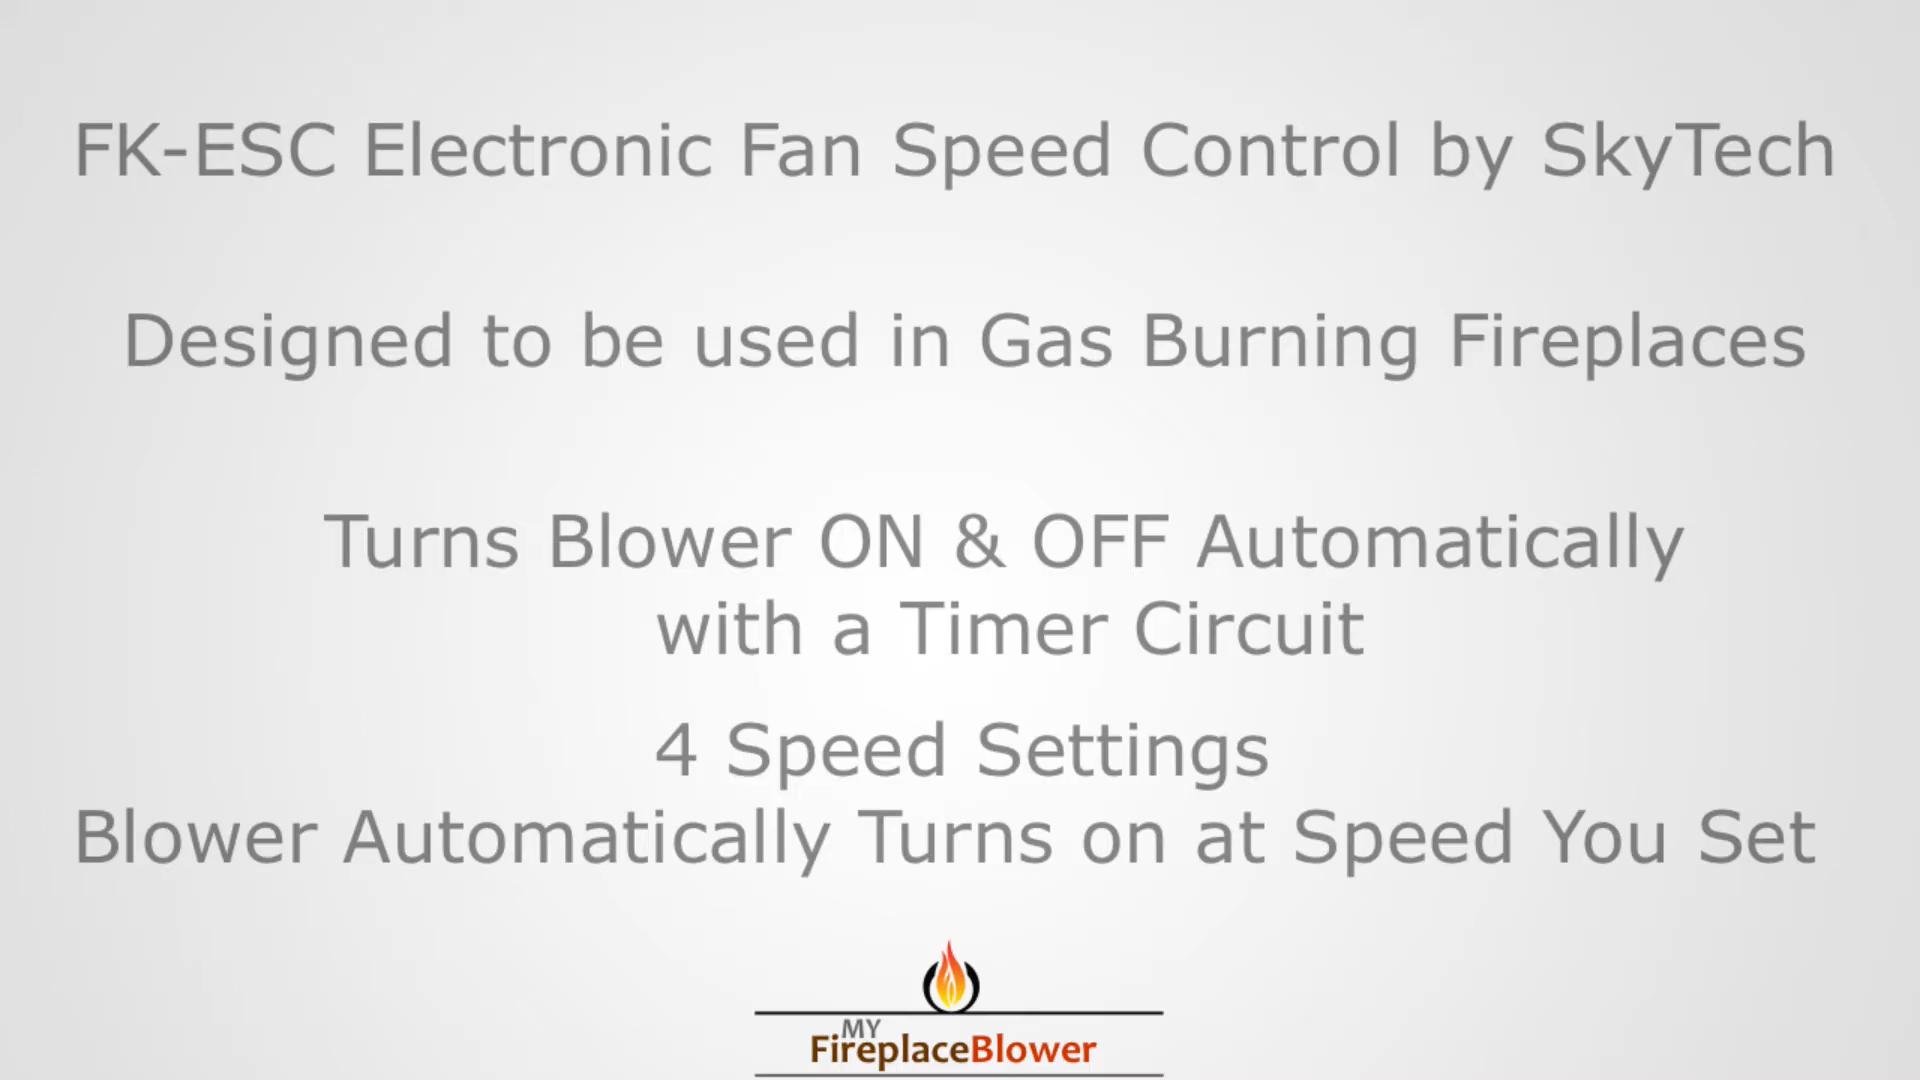 FK-ESC Electronic Fan Speed Control by SkyTech
Designed to be used in Gas Burning Fireplaces
Turns Blower ON & OFF Automatically
with a Timer Circuit
4 Speed Settings
Blower Automatically Turns on at Speed You Set
MY
FireplaceBlower